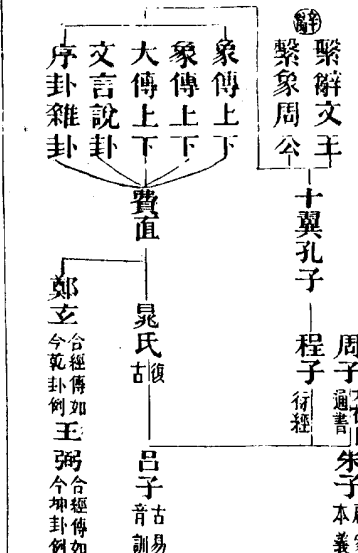 辭
繫辭文王
繫象周公
象傳上下
象傳上下
大傳上下
文言說卦
序卦雜卦
十翼孔子
費直
周子
通書
程子
衍經
晁氏
復古
鄭玄
合經傳如
今乾卦例
朱子
本義
呂子
古易
音訓
王弼
合經傳如
今坤卦例